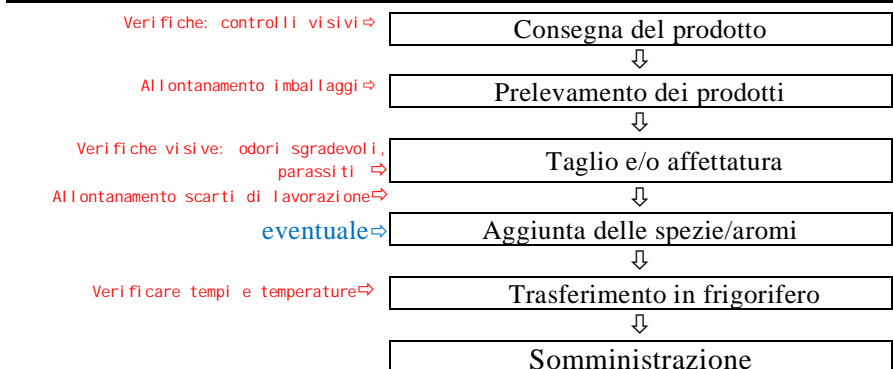 Verifiche: controlli visivi⇨ Consegna del prodotto
⇩
Allontanamento imballaggi⇨ Prelevamento dei prodotti
⇩
Verifiche visive: odori sgradevoli,
parassiti ⇨ Taglio e/o affettatura
Allontanamento scarti di lavorazione⇨ ⇩
eventuale⇨ Aggiunta delle spezie/aromi
⇩
Verificare tempi e temperature⇨ Trasferimento in frigorifero
⇩
Somministrazione